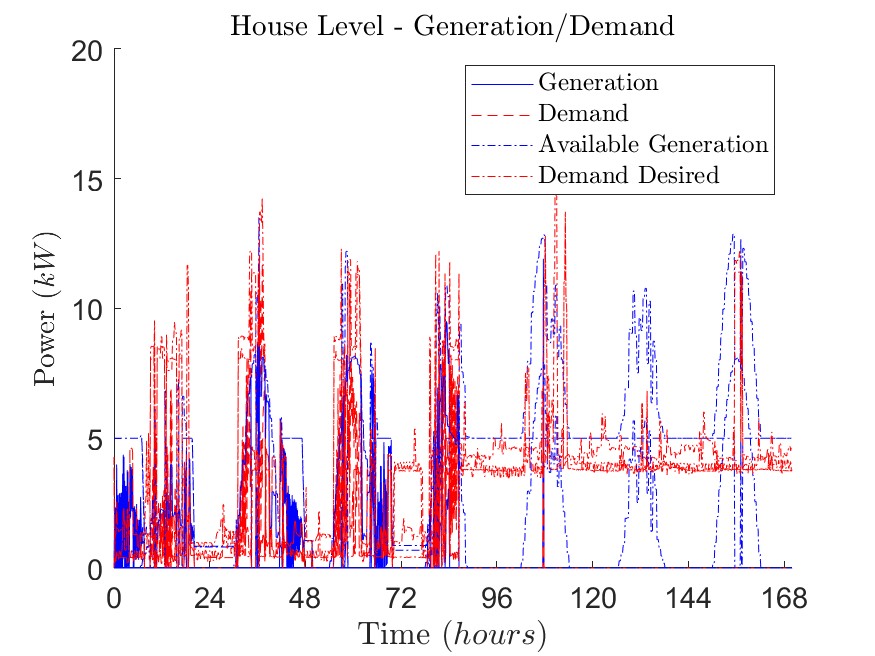 House Level - Generation/Demand
20
15
10
5
0
Power (kW)
Generation
Demand
Available Generation
Demand Desired
0 24 48 72 96 120 144 168
Time (hours)